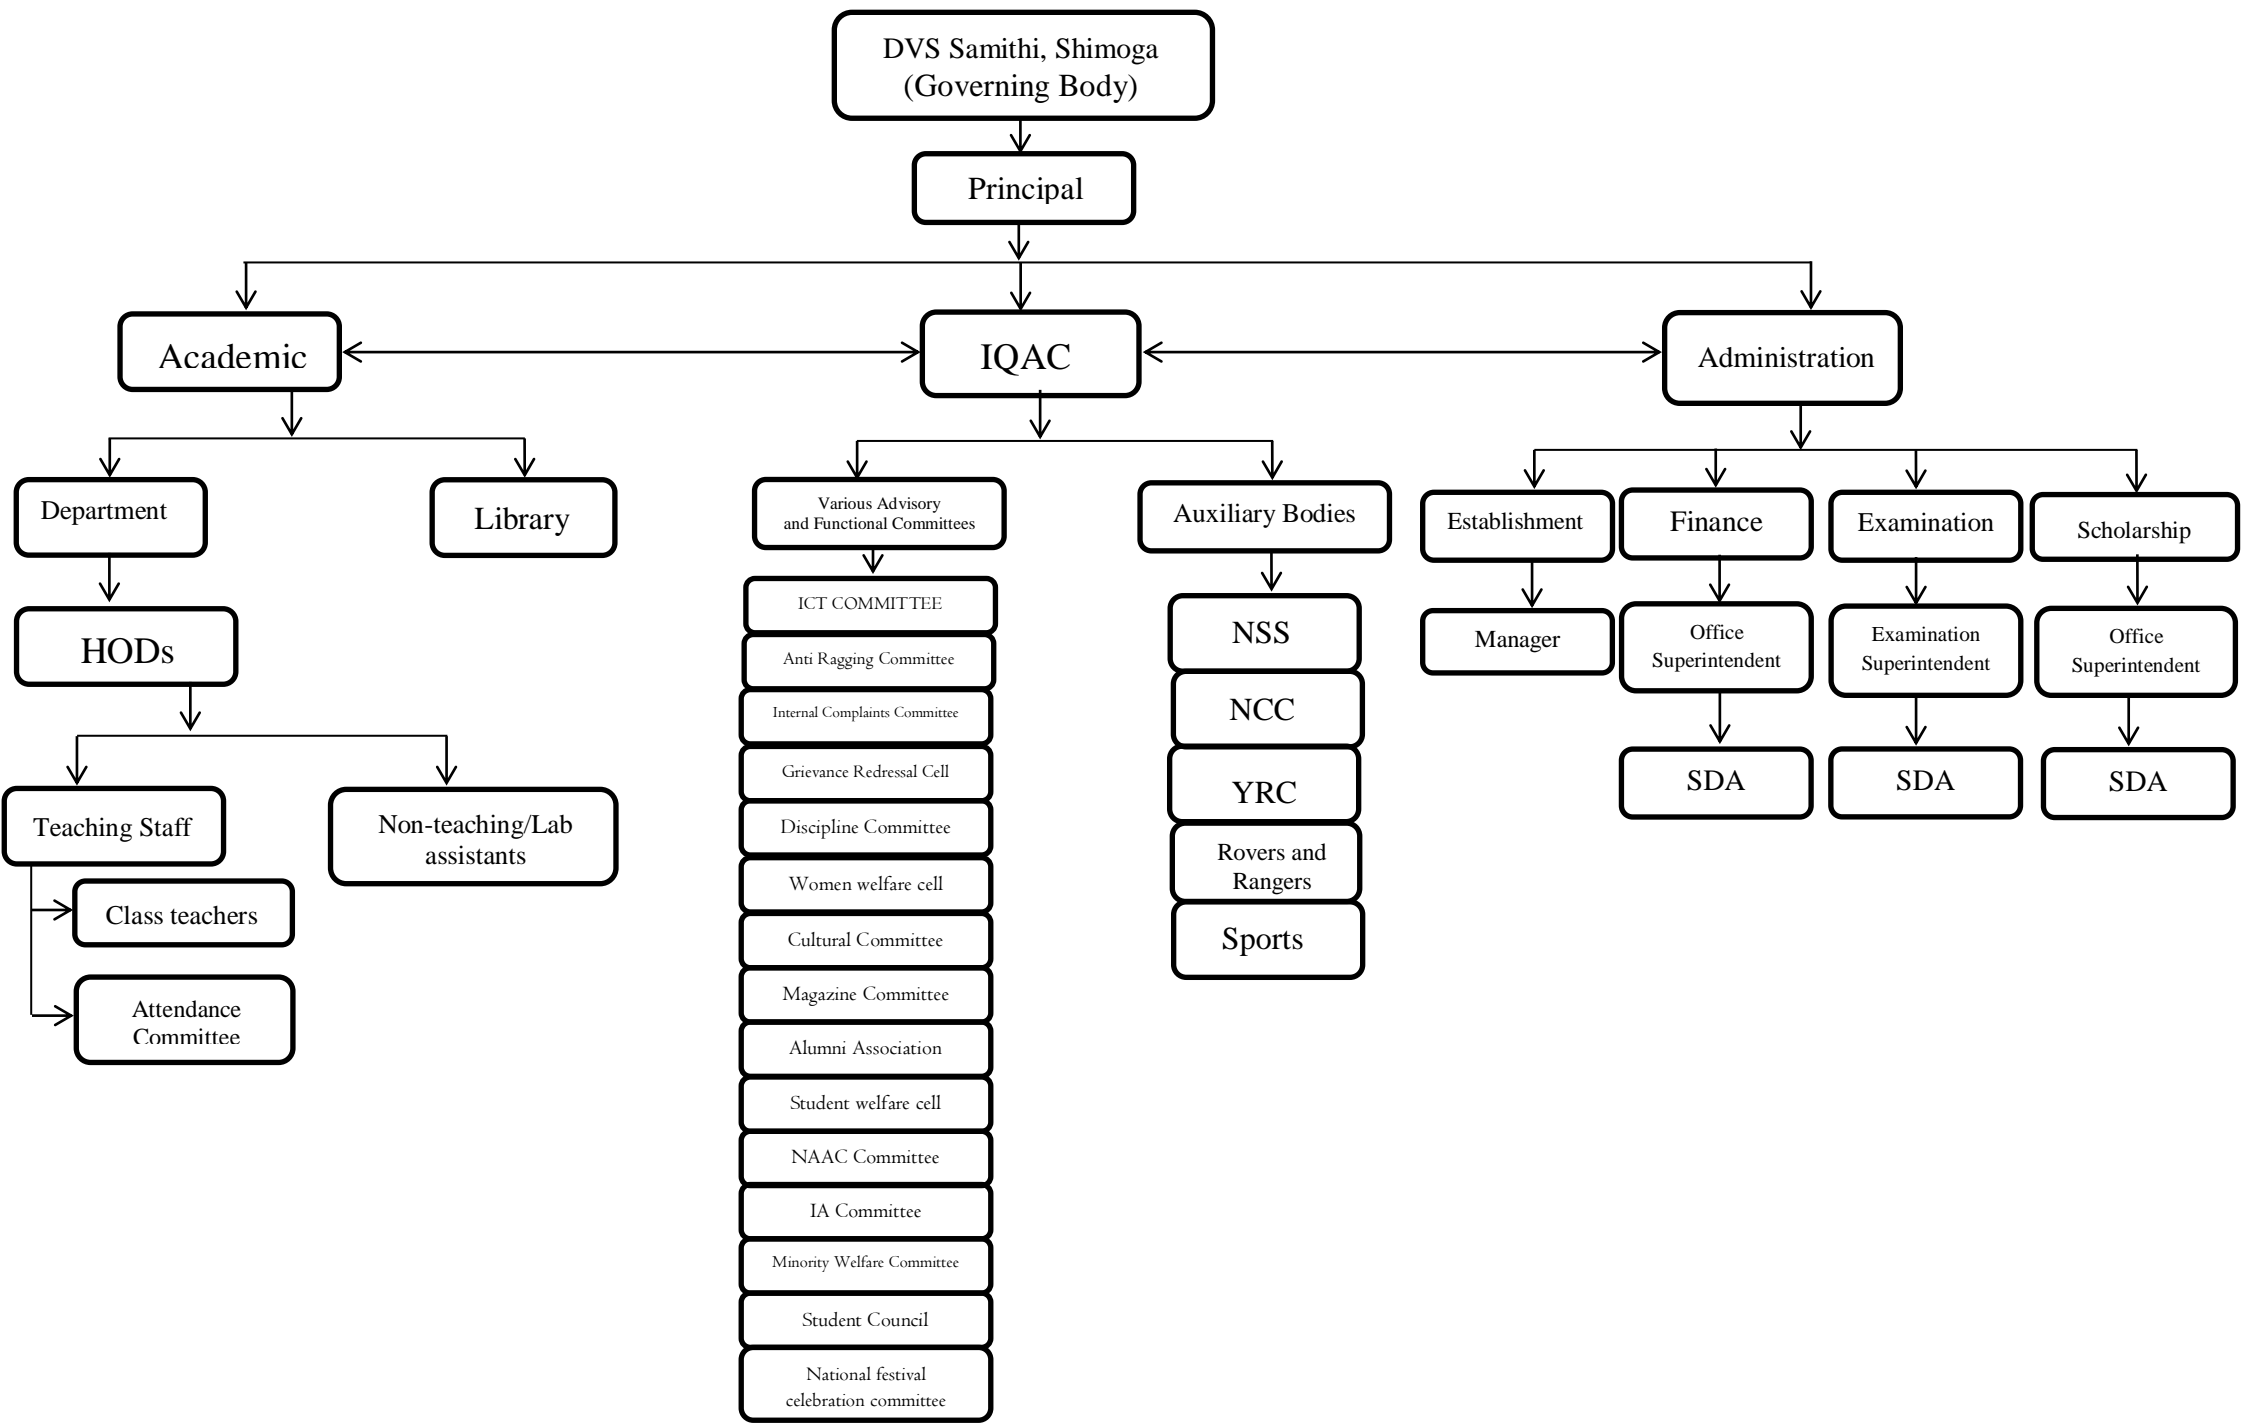 DVS Samithi, Shimoga
(Governing Body)
Principal
Academic
IQAC
Administration
Department
Library
Various Advisory
and Functional Committees
Auxiliary Bodies
Establishment
Finance
Examination
Scholarship
HODs
ICT COMMITTEE
Anti Ragging Committee
Internal Complaints Committee
Grievance Redressal Cell
Discipline Committee
Women welfare cell
Cultural Committee
Magazine Committee
Alumni Association
Student welfare cell
NAAC Committee
IA Committee
Minority Welfare Committee
Student Council
National festival
celebration committee
NSS
NCC
YRC
Rovers and
Rangers
Sports
Manager
Office
Superintendent
Examination
Superintendent
Office
Superintendent
SDA
SDA
SDA
Teaching Staff
Non-teaching/Lab
assistants
Class teachers
Attendance
Committee